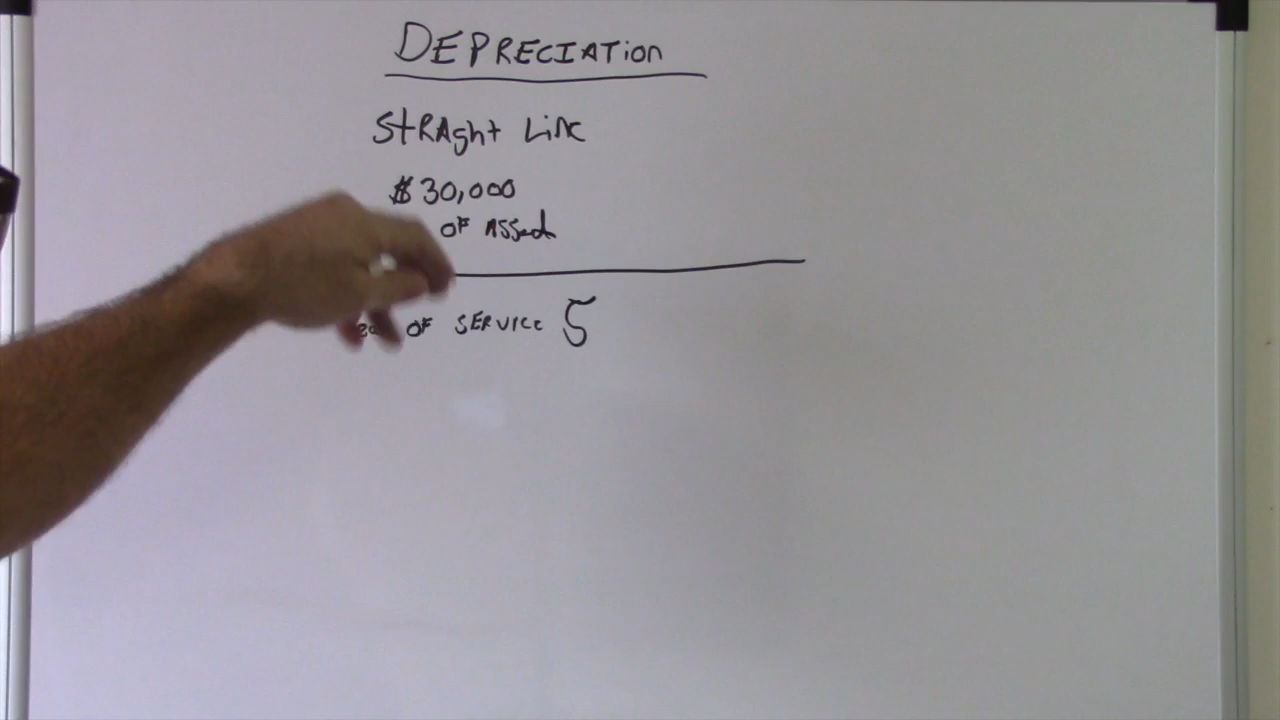 DEPRECIATion
StRAght Line
$30,000
OF ASSet
OF SERVICE 5